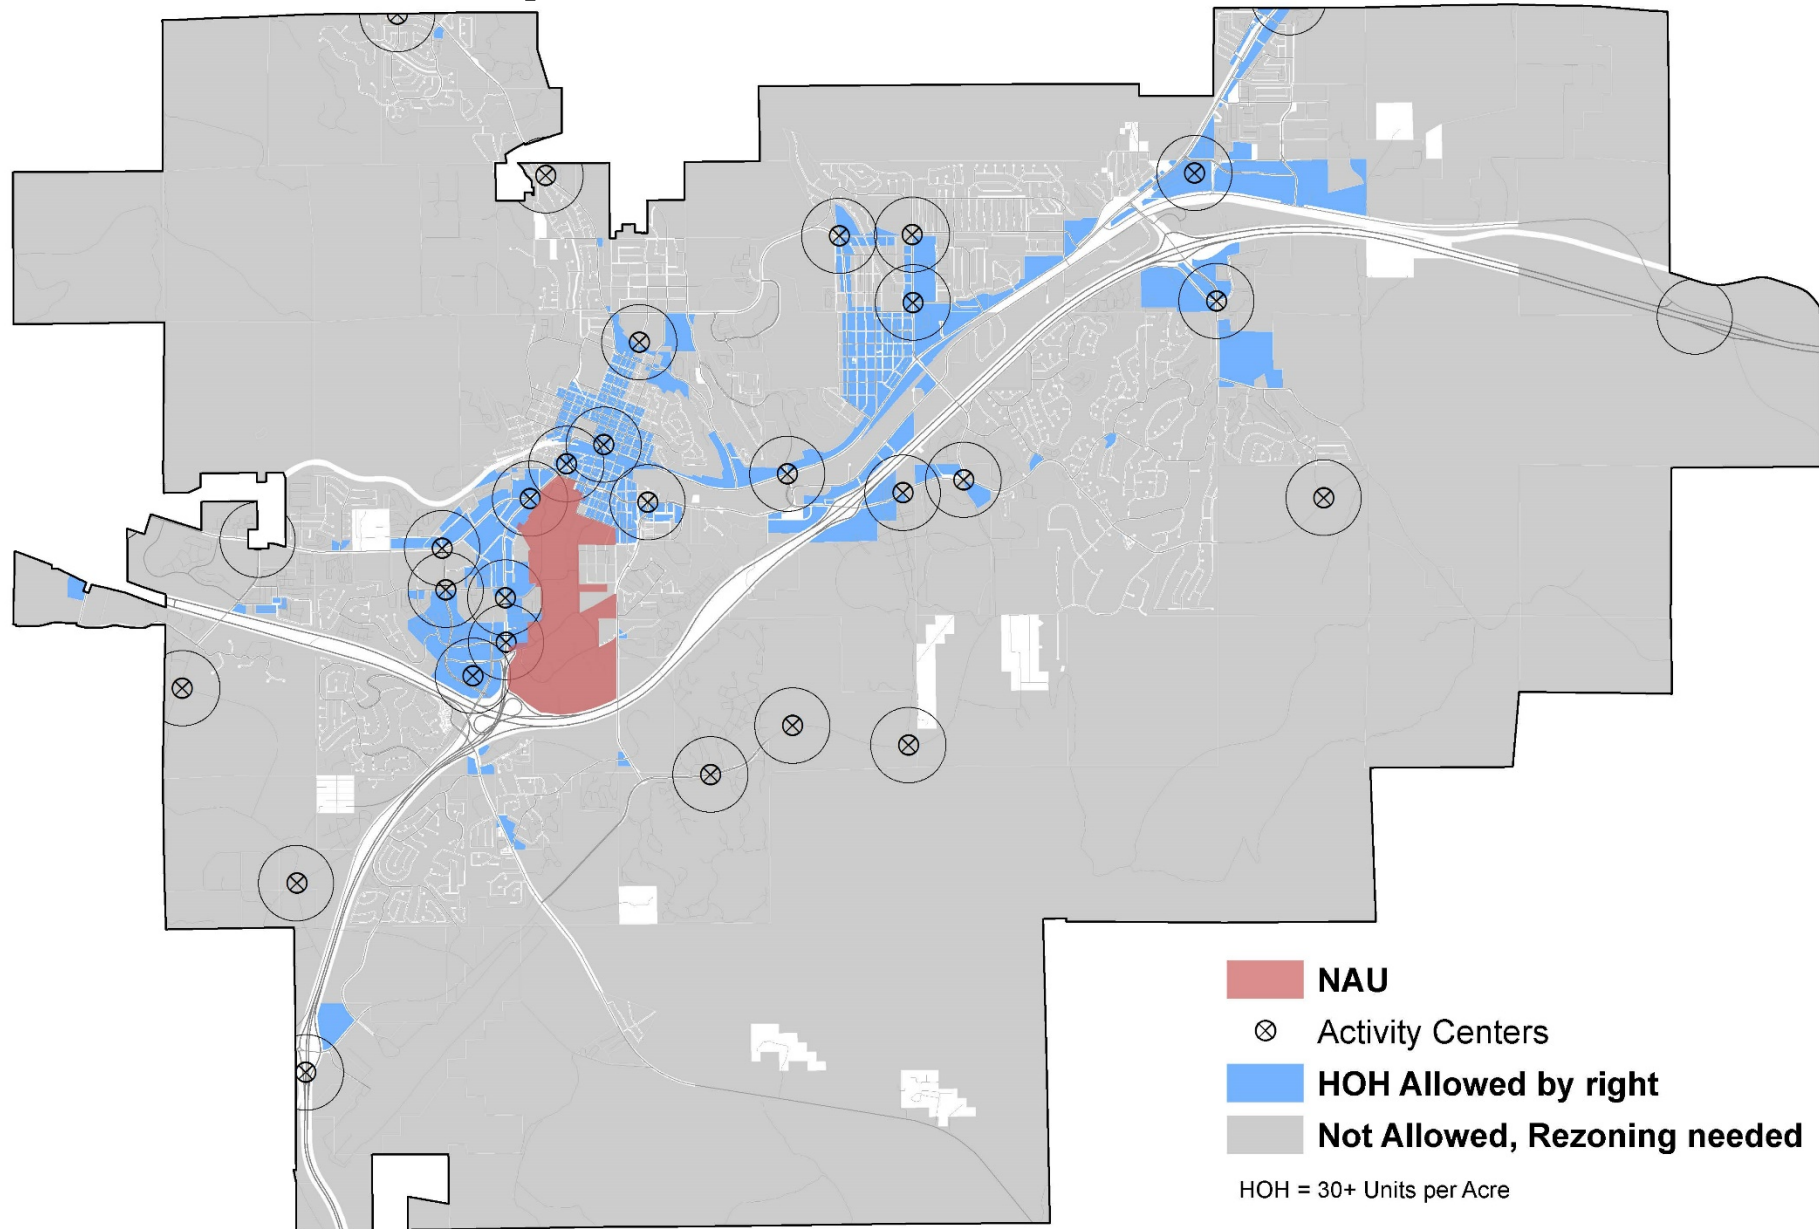 NAU
Activity Centers
HOH Allowed by right
Not Allowed, Rezoning needed
HOH = 30+ Units per Acre